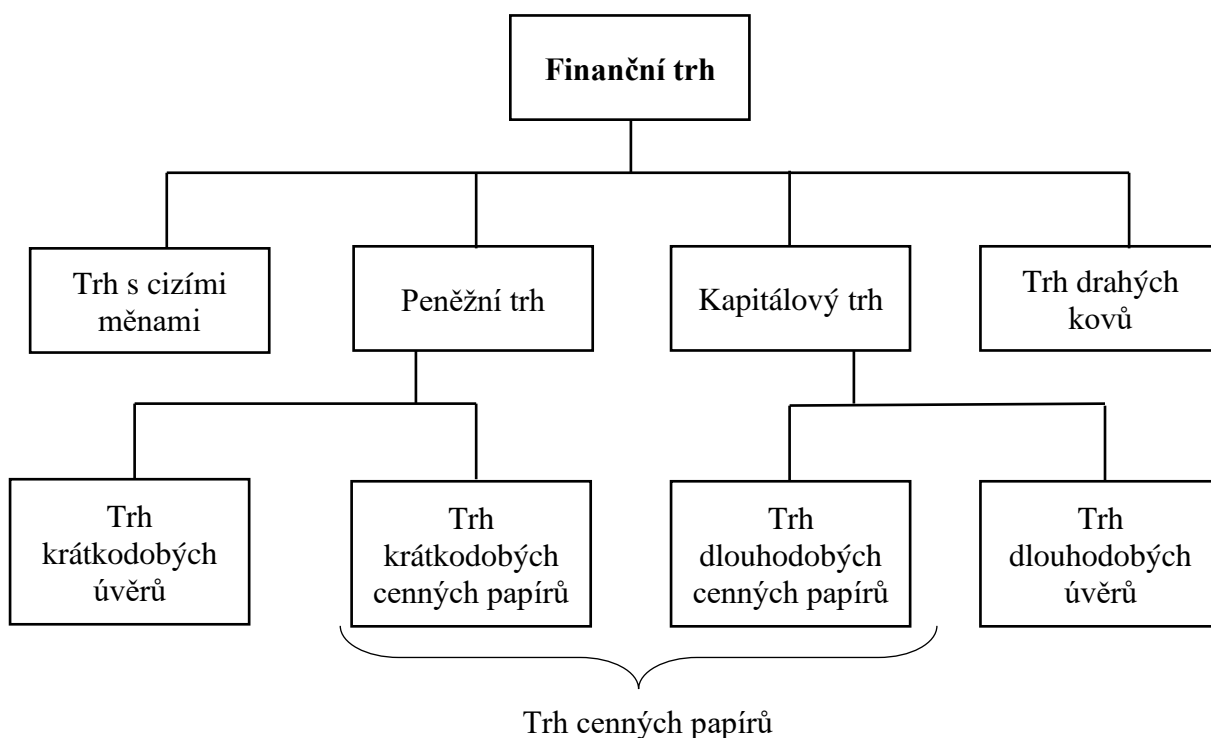 Finanční trh
Trh s cizími
měnami
Peněžní trh
Kapitálový trh
Trh drahých
kovů
Trh
krátkodobých
úvěrů
Trh
krátkodobých
cenných papírů
Trh
dlouhodobých
cenných papírů
Trh
dlouhodobých
úvěrů
Trh cenných papírů